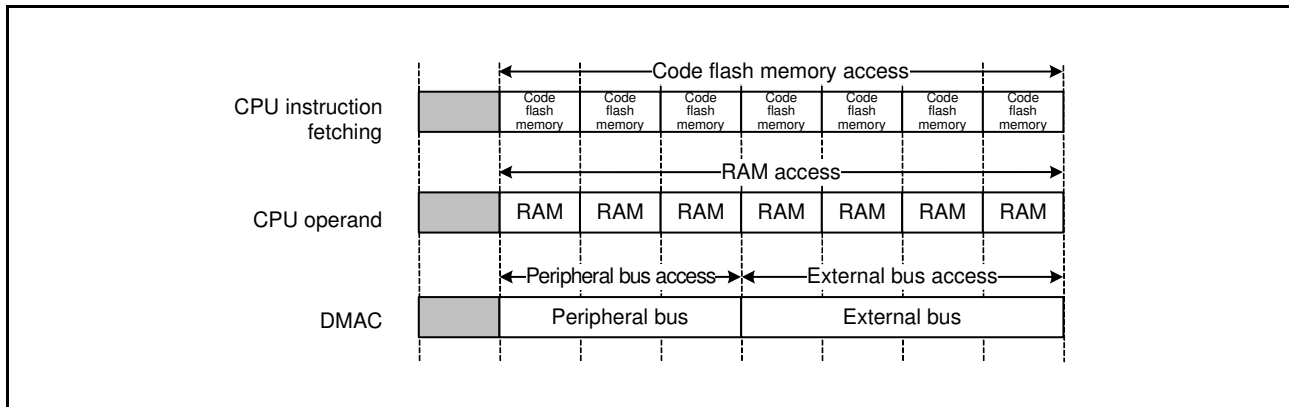 Code flash memory access
CPU instruction
fetching
Code Code Code Code Code Code Code
flash flash flash flash flash flash flash
memory memory memory memory memory memory memory
RAM access
CPU operand
RAM RAM RAM RAM RAM RAM RAM
Peripheral bus access External bus access
DMAC
Peripheral bus External bus